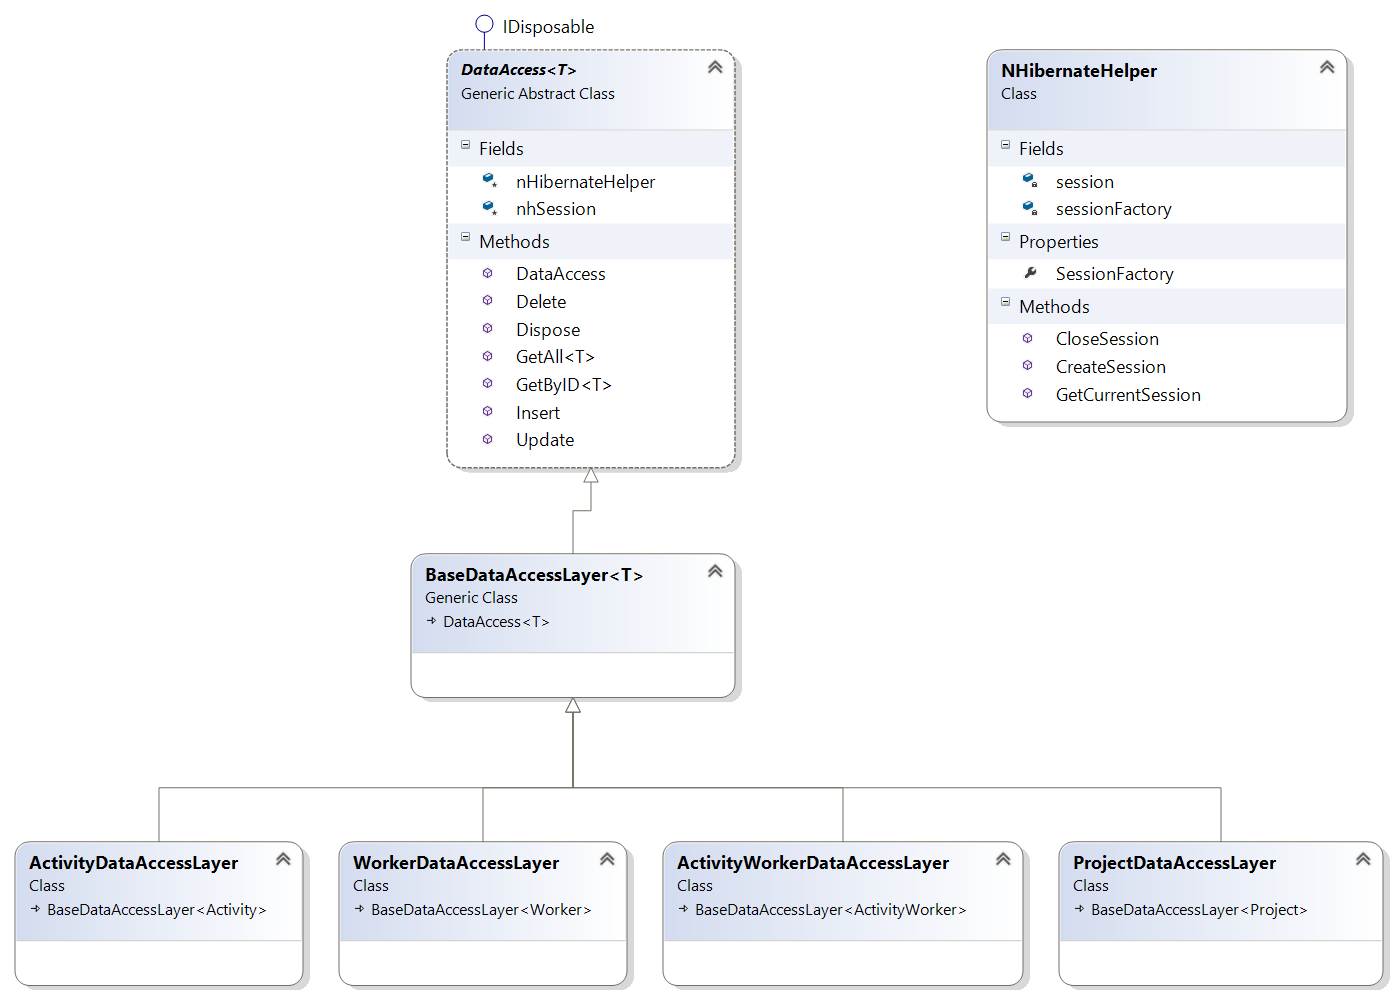 IDisposable
DataAccess<T>
Generic Abstract Class
Fields
nHibernateHelper
nhSession
Methods
DataAccess
Delete
Dispose
GetAll<T>
GetByID<T>
Insert
Update
NHibernateHelper
Class
Fields
session
sessionFactory
Properties
SessionFactory
Methods
CloseSession
CreateSession
GetCurrentSession
BaseDataAccessLayer<T>
Generic Class
DataAccess<T>
ActivityDataAccessLayer
Class
BaseDataAccessLayer<Activity>
WorkerDataAccessLayer
Class
BaseDataAccessLayer<Worker>
ActivityWorkerDataAccessLayer
Class
BaseDataAccessLayer<ActivityWorker>
ProjectDataAccessLayer
Class
BaseDataAccessLayer<Project>